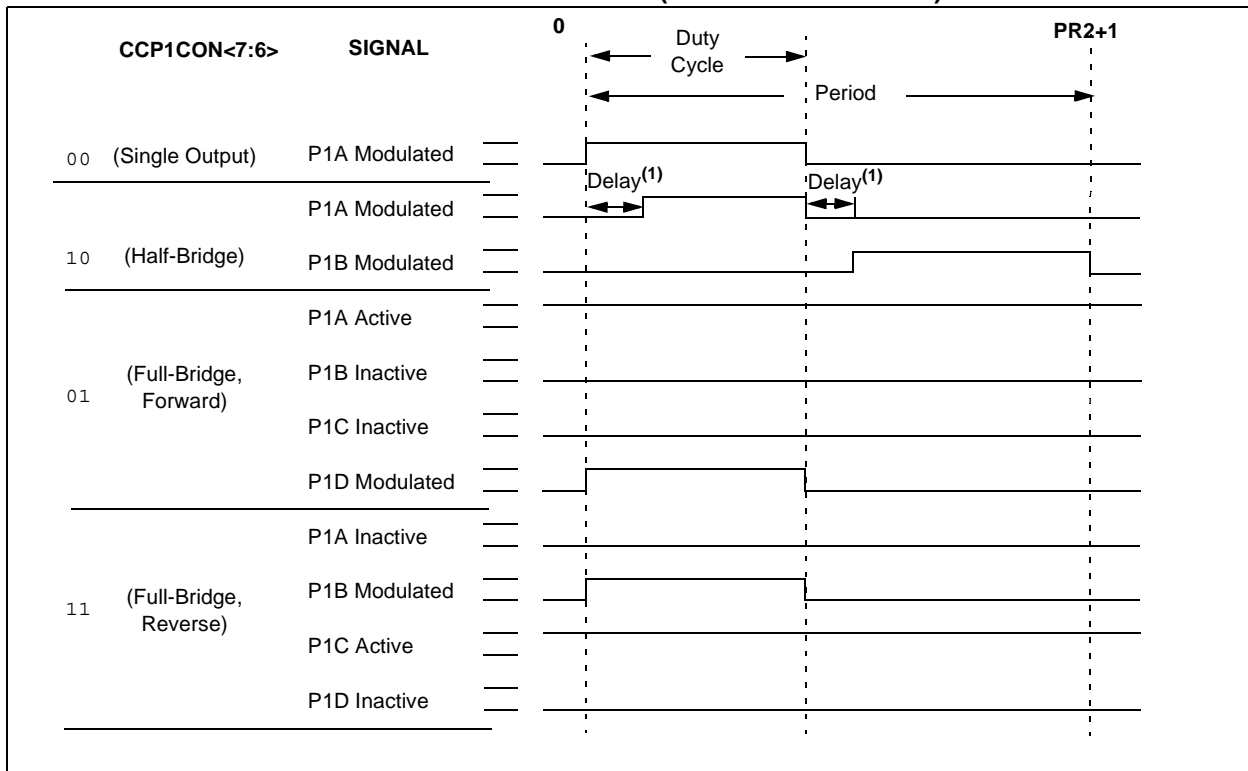 0
PR2+1
CCP1CON<7:6>
SIGNAL
Duty
Cycle
Period
00
(Single Output)
P1A Modulated
Delay(1)
Delay(1)
P1A Modulated
10
(Half-Bridge)
P1B Modulated
P1A Active
P1B Inactive
01
(Full-Bridge,
Forward)
P1C Inactive
P1D Modulated
P1A Inactive
P1B Modulated
11
(Full-Bridge,
Reverse)
P1C Active
P1D Inactive